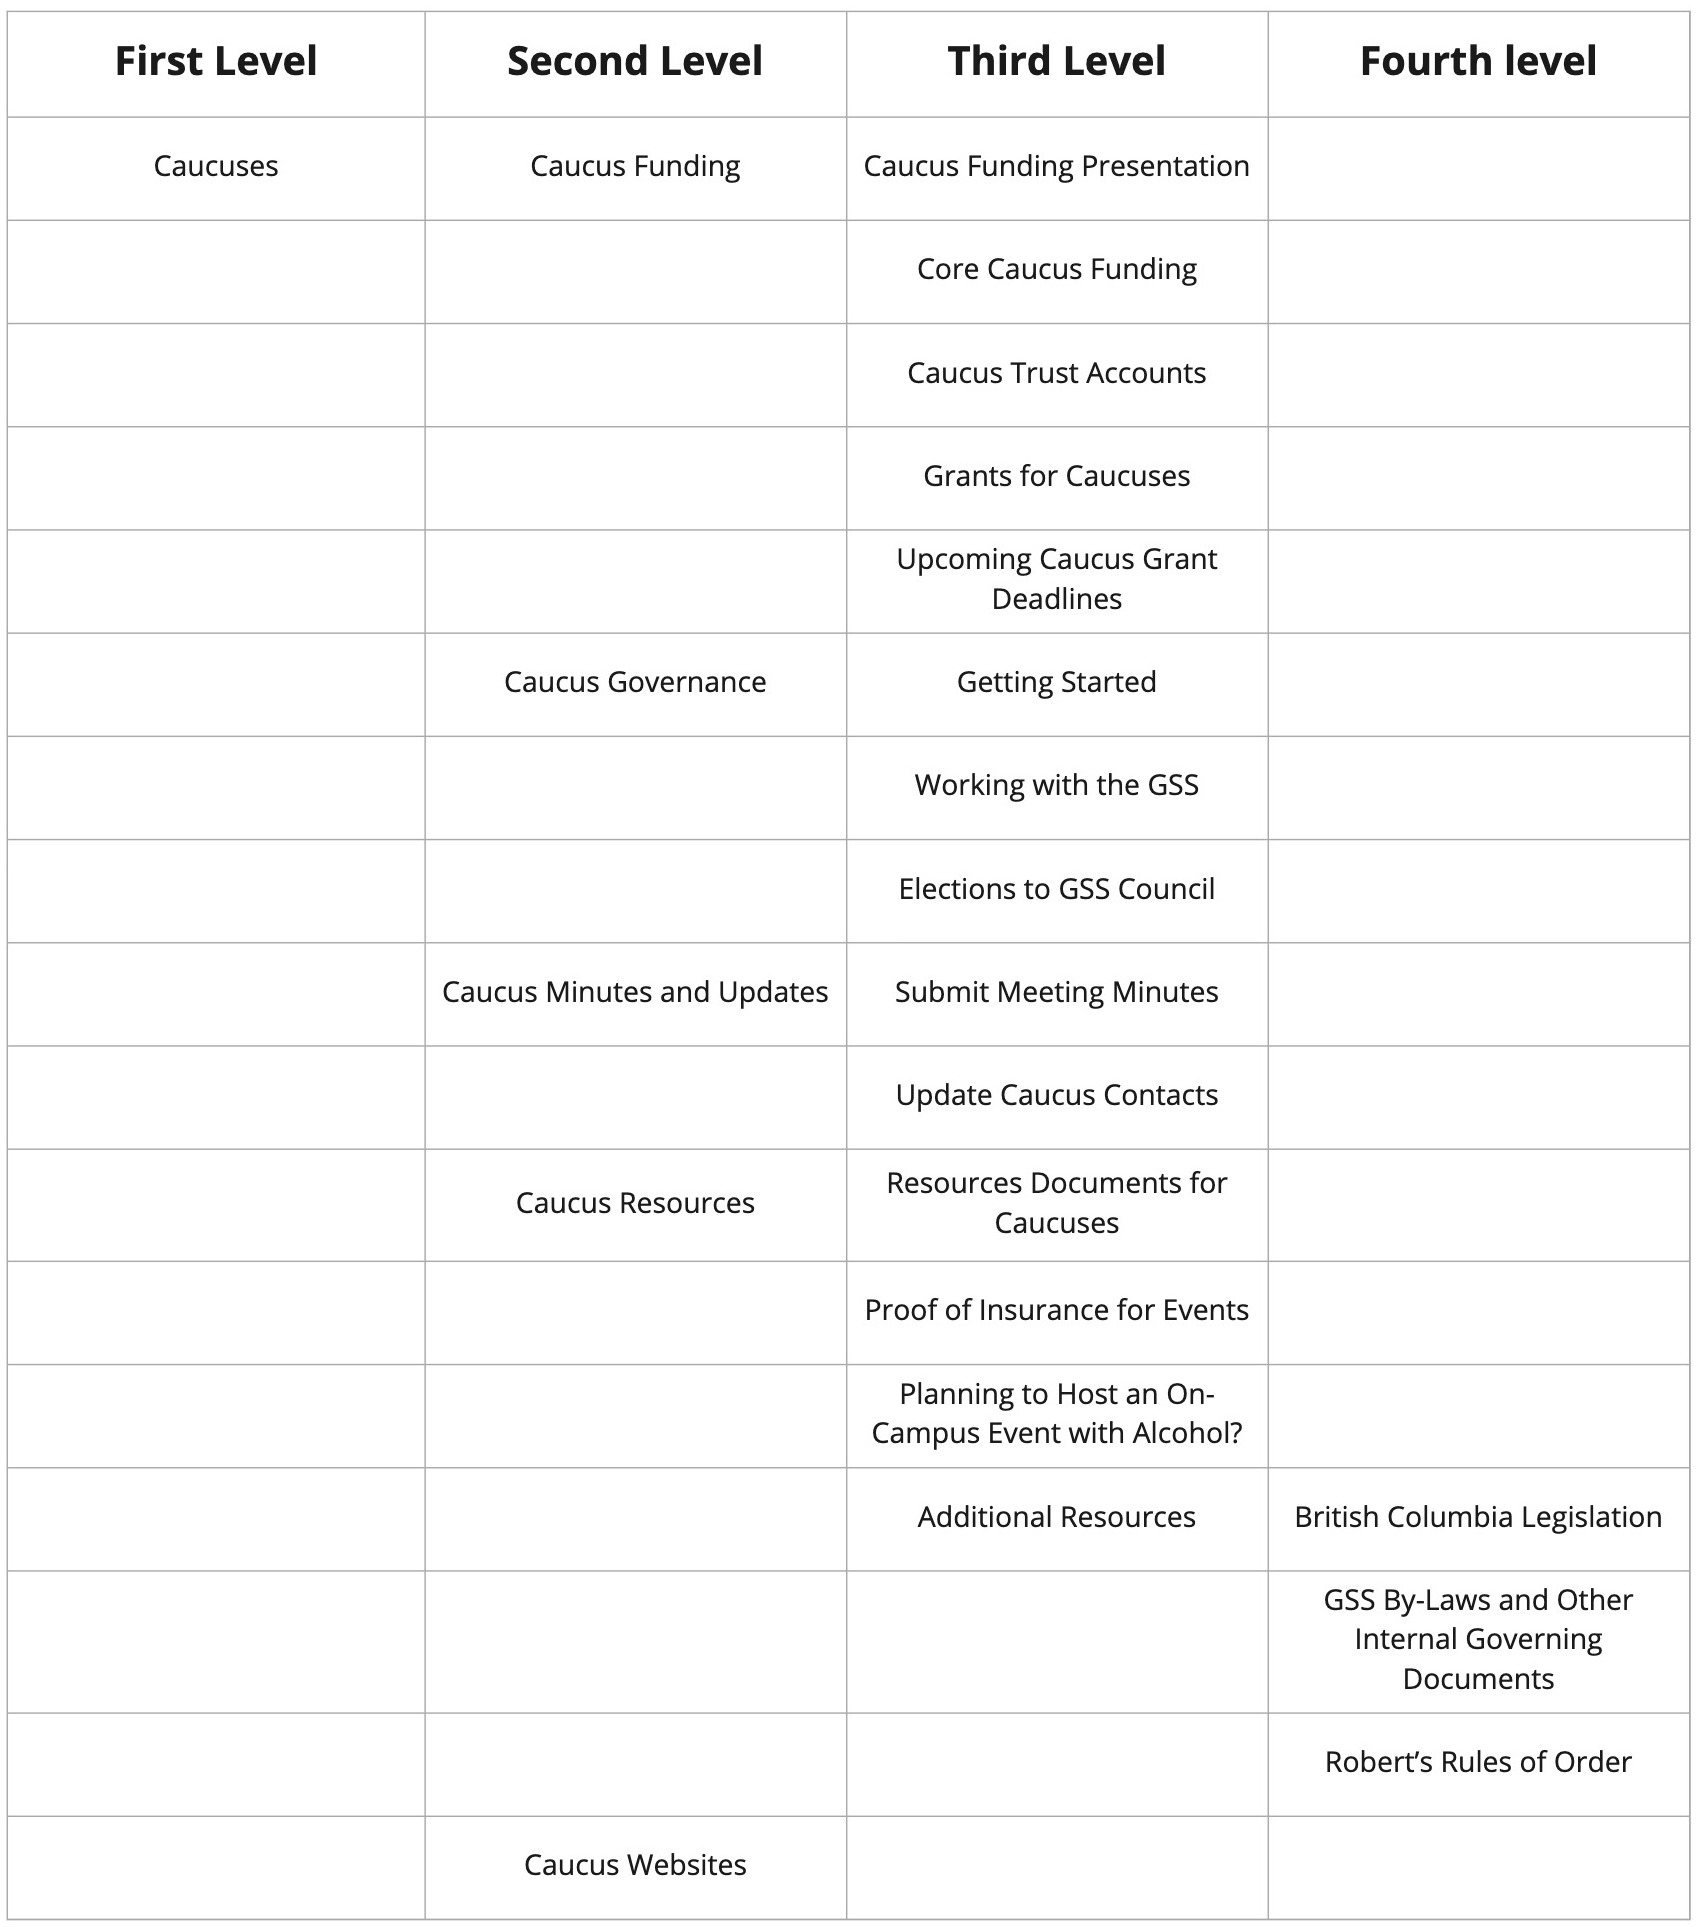 First Level Second Level Third Level Fourth level
Caucuses Caucus Funding Caucus Funding Presentation
Core Caucus Funding
Caucus Trust Accounts
Grants for Caucuses
Upcoming Caucus Grant
Deadlines
Caucus Governance Getting Started
Working with the GSS
Elections to GSS Council
Caucus Minutes and Updates Submit Meeting Minutes
Update Caucus Contacts
Caucus Resources Resources Documents for
Caucuses
Proof of Insurance for Events
Planning to Host an On-
Campus Event with Alcohol?
Additional Resources British Columbia Legislation
GSS By-Laws and Other
Internal Governing
Documents
Robert’s Rules of Order
Caucus Websites